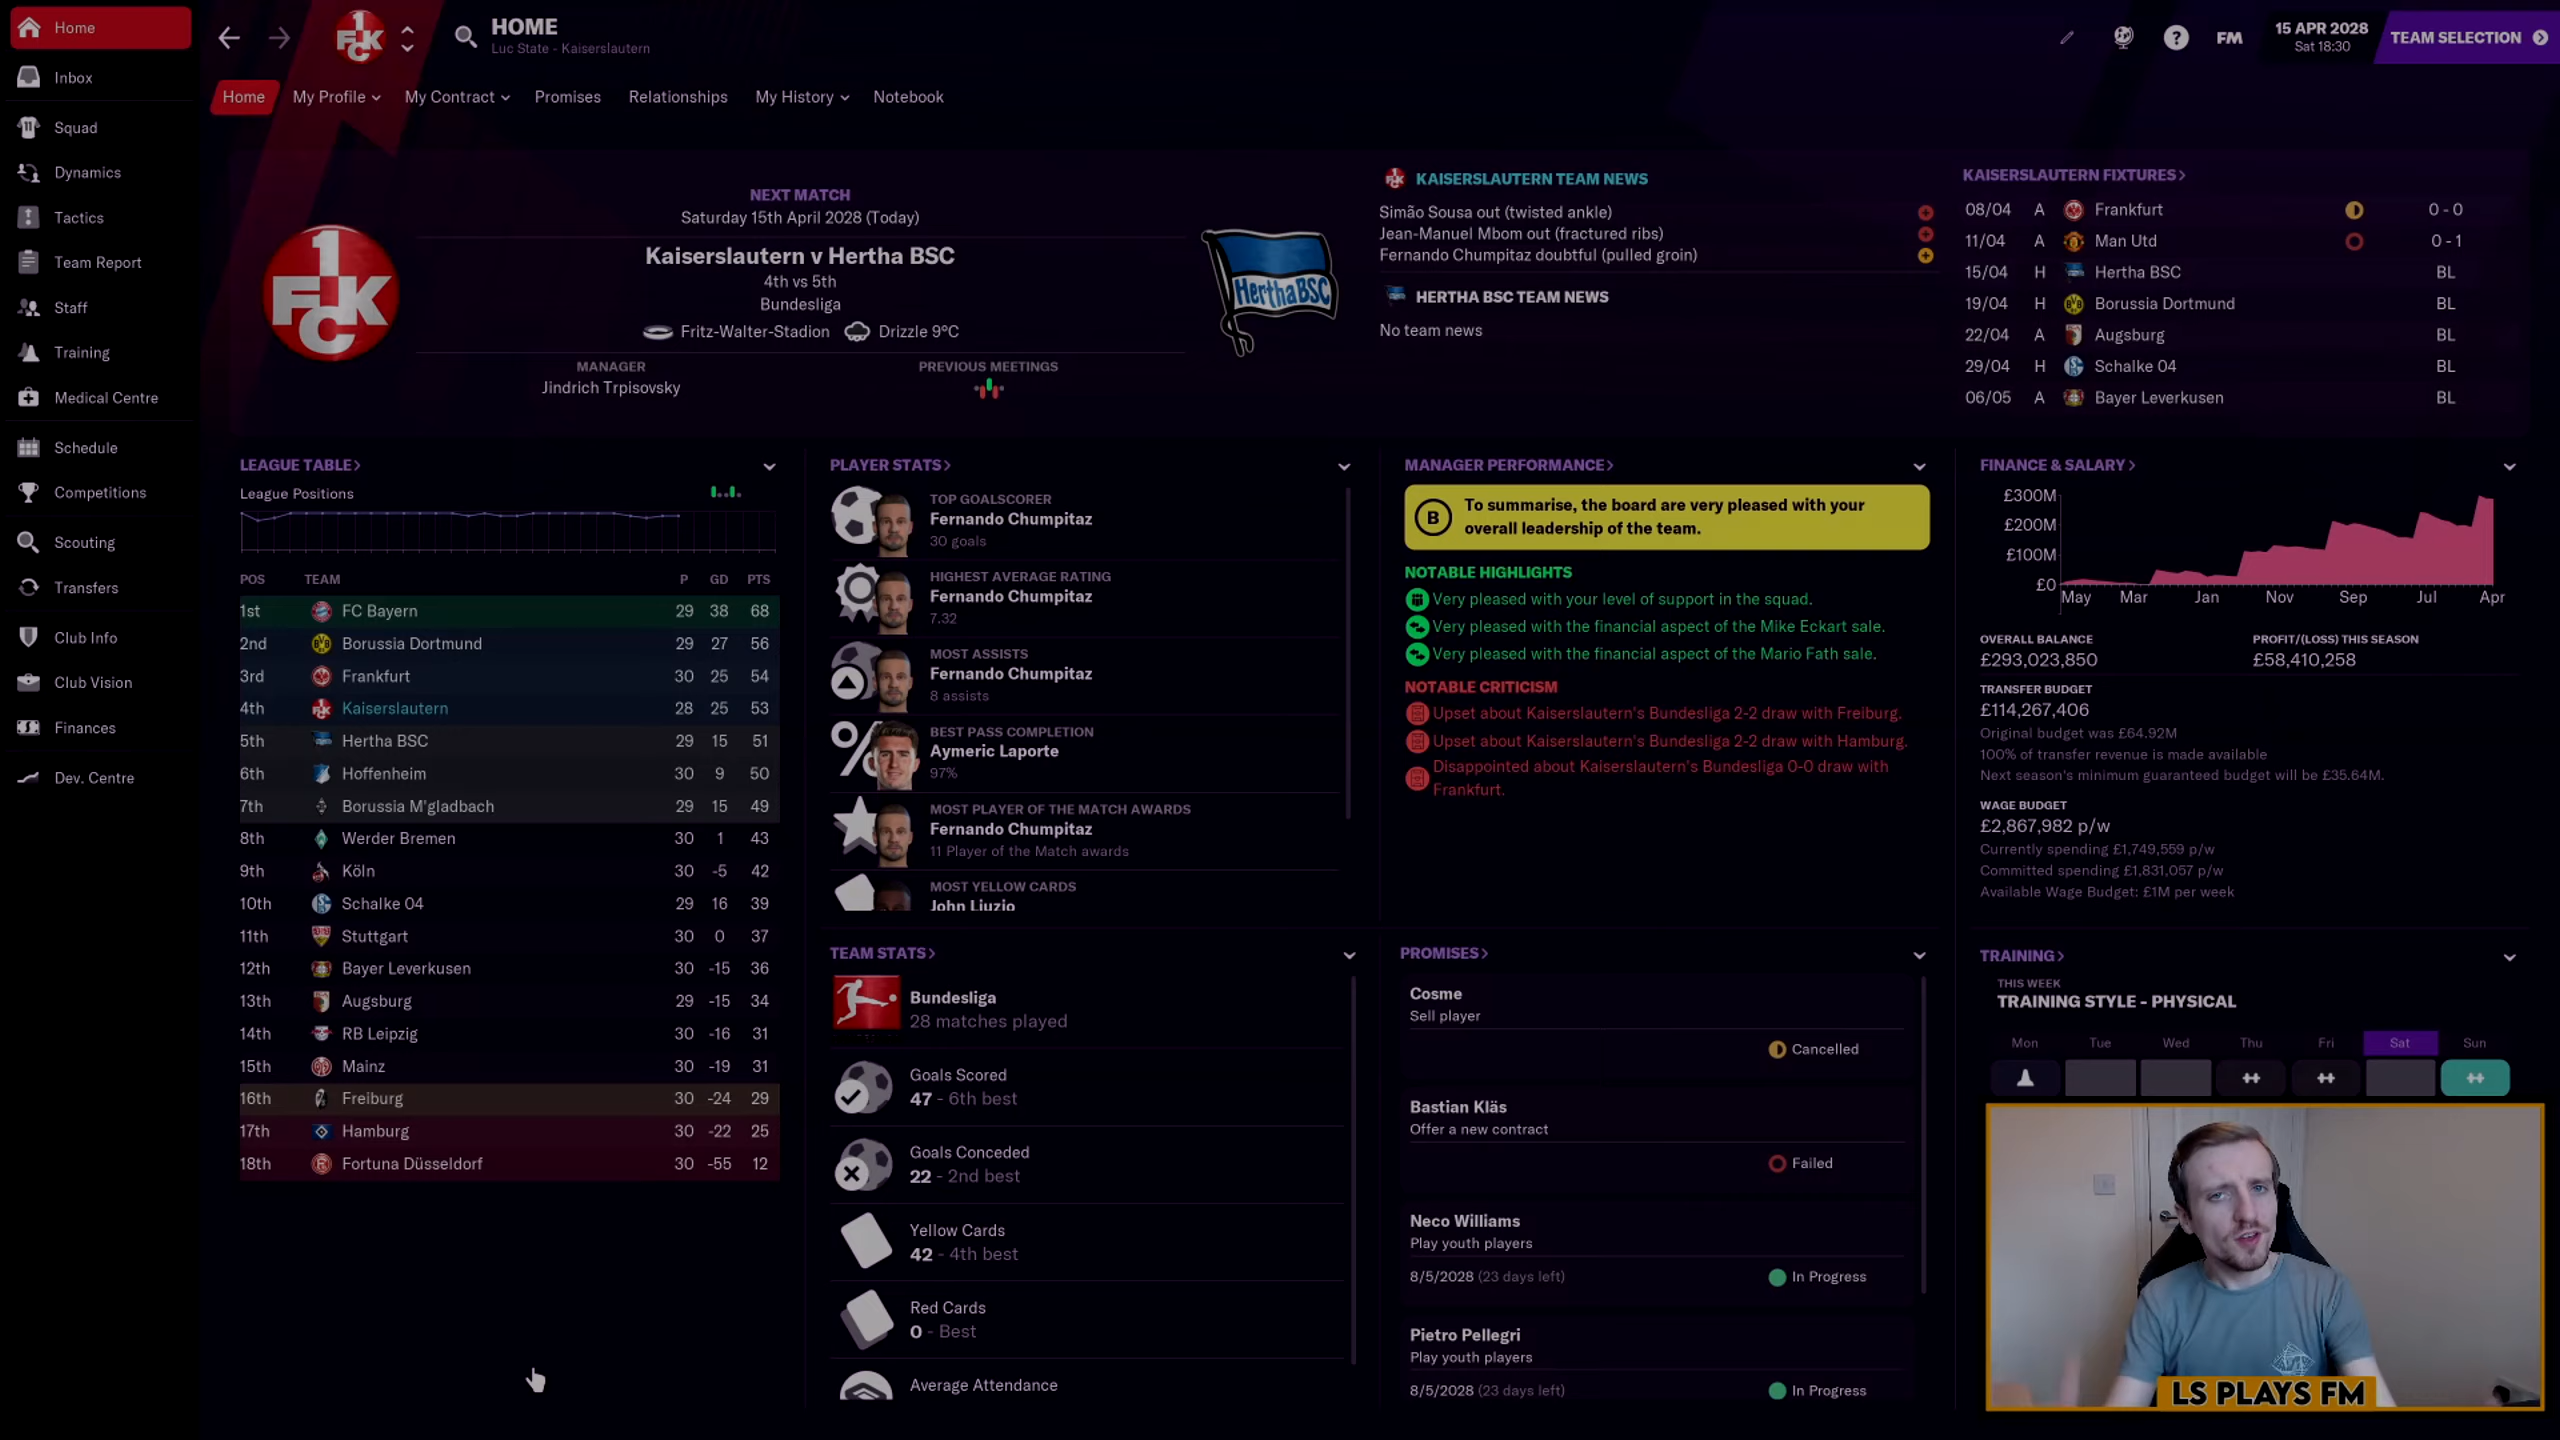 Home
Inbox
Squad
Dynamics
Tactics
Team Report
Staff
Training
Medical Centre
Schedule
Competitions
Scouting
Transfers
Club Info
Club Vision
Finances
Dev. Centre
HOME
Luc State - Kaiserslautern
FM
15 APR 2028
Sat 18:30
TEAM SELECTION
Home My Profile My Contract Promises Relationships My History Notebook
NEXT MATCH
Saturday 15th April 2028 (Today)
Kaiserslautern v Hertha BSC
4th vs 5th
Bundesliga
Fritz-Walter-Stadion Drizzle 9°C
MANAGER
Jindrich Trpisovsky
PREVIOUS MEETINGS
1
FCK
Hertha BSC
KAISERSLAUTERN TEAM NEWS
Simão Sousa out (twisted ankle)
Jean-Manuel Mbom out (fractured ribs)
Fernando Chumpitaz doubtful (pulled groin)
HERTHA BSC TEAM NEWS
No team news
KAISERSLAUTERN FIXTURES
08/04 A Frankfurt 0 - 0
11/04 A Man Utd 0 - 1
15/04 H Hertha BSC BL
19/04 H Borussia Dortmund BL
22/04 A Augsburg BL
29/04 H Schalke 04 BL
06/05 A Bayer Leverkusen BL
LEAGUE TABLE
League Positions
POS TEAM P GD PTS
1st FC Bayern 29 38 68
2nd Borussia Dortmund 29 27 56
3rd Frankfurt 30 25 54
4th Kaiserslautern 28 25 53
5th Hertha BSC 29 15 51
6th Hoffenheim 30 9 50
7th Borussia M'gladbach 29 15 49
8th Werder Bremen 30 1 43
9th Köln 30 -5 42
10th Schalke 04 29 16 39
11th Stuttgart 30 0 37
12th Bayer Leverkusen 30 -15 36
13th Augsburg 29 -15 34
14th RB Leipzig 30 -16 31
15th Mainz 30 -19 31
16th Freiburg 30 -24 29
17th Hamburg 30 -22 25
18th Fortuna Düsseldorf 30 -55 12
PLAYER STATS
TOP GOALSCORER
Fernando Chumpitaz
30 goals
HIGHEST AVERAGE RATING
Fernando Chumpitaz
7.32
MOST ASSISTS
Fernando Chumpitaz
8 assists
BEST PASS COMPLETION
Aymeric Laporte
97%
MOST PLAYER OF THE MATCH AWARDS
Fernando Chumpitaz
11 Player of the Match awards
MOST YELLOW CARDS
John Liuzio
TEAM STATS
Bundesliga
28 matches played
Goals Scored
47 - 6th best
Goals Conceded
22 - 2nd best
Yellow Cards
42 - 4th best
Red Cards
0 - Best
Average Attendance
MANAGER PERFORMANCE
B
To summarise, the board are very pleased with your
overall leadership of the team.
NOTABLE HIGHLIGHTS
Very pleased with your level of support in the squad.
Very pleased with the financial aspect of the Mike Eckart sale.
Very pleased with the financial aspect of the Mario Fath sale.
NOTABLE CRITICISM
Upset about Kaiserslautern's Bundesliga 2-2 draw with Freiburg.
Upset about Kaiserslautern's Bundesliga 2-2 draw with Hamburg.
Disappointed about Kaiserslautern's Bundesliga 0-0 draw with
Frankfurt.
PROMISES
Cosme
Sell player
Cancelled
Bastian Kläs
Offer a new contract
Failed
Neco Williams
Play youth players
8/5/2028 (23 days left) In Progress
Pietro Pellegri
Play youth players
8/5/2028 (23 days left) In Progress
FINANCE & SALARY
£300M
£200M
£100M
£0
May Mar Jan Nov Sep Jul Apr
OVERALL BALANCE
£293,023,850
PROFIT/(LOSS) THIS SEASON
£58,410,258
TRANSFER BUDGET
£114,267,406
Original budget was £64.92M
100% of transfer revenue is made available
Next season's minimum guaranteed budget will be £35.64M.
WAGE BUDGET
£2,867,982 p/w
Currently spending £1,749,559 p/w
Committed spending £1,831,057 p/w
Available Wage Budget: £1M per week
TRAINING
THIS WEEK
TRAINING STYLE - PHYSICAL
Mon Tue Wed Thu Fri Sat Sun
LS PLAYS FM